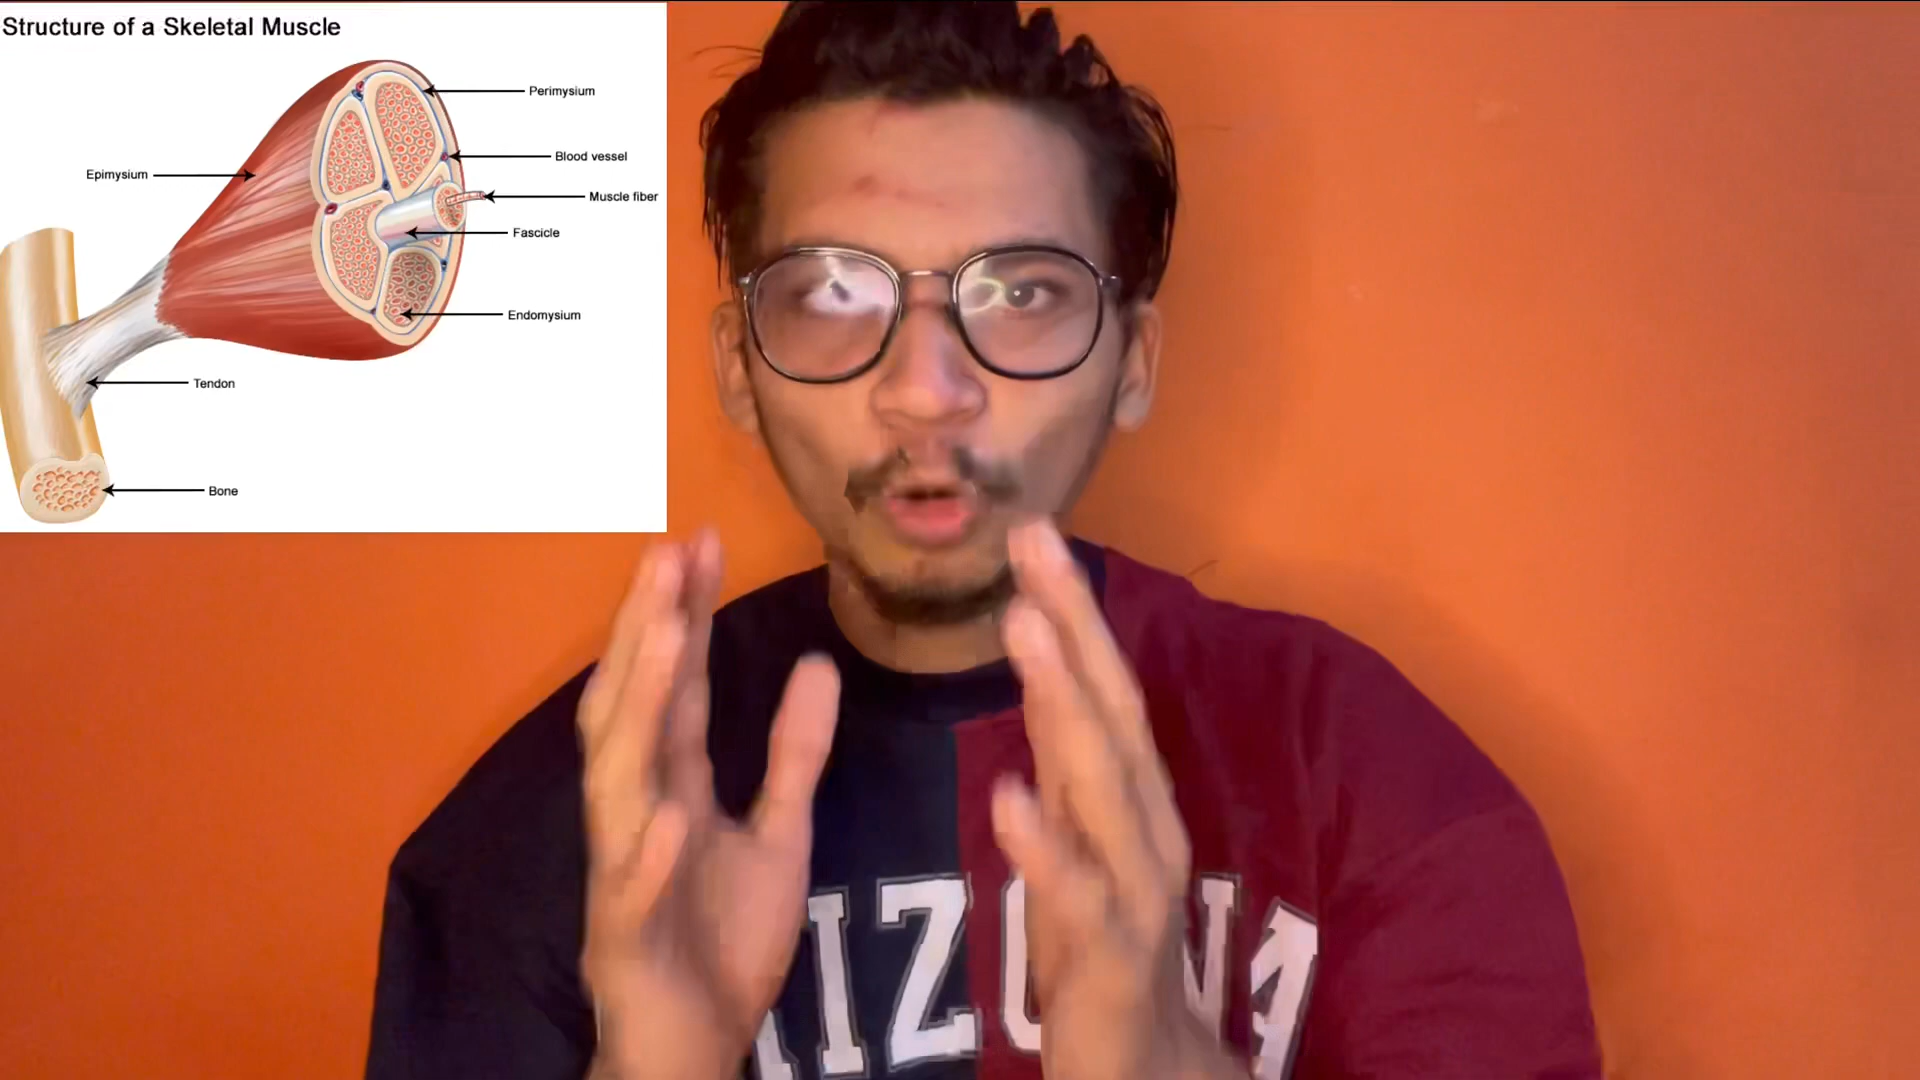 Structure of a Skeletal Muscle
Perimysium
Blood vessel
Epimysium
Muscle fiber
Fascicle
Endomysium
Tendon
Bone